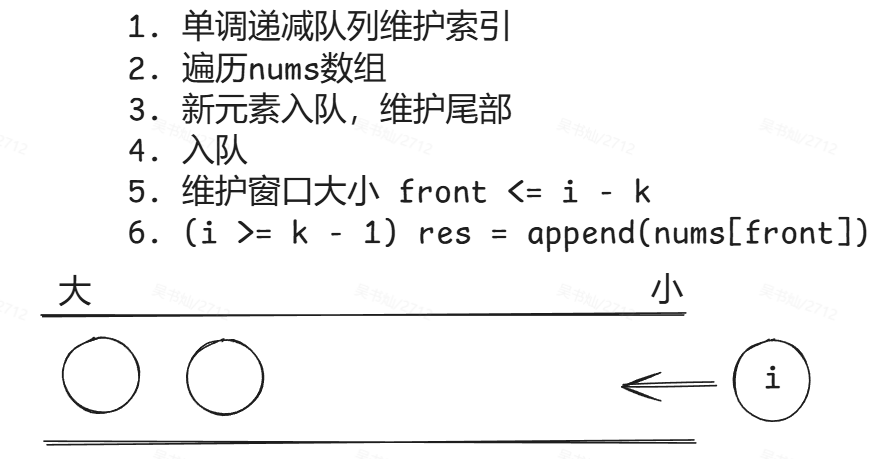 1. 单调递减队列维护索引
2. 遍历nums数组
3. 新元素入队，维护尾部
4. 入队
5. 维护窗口大小 front <= i - k
6. (i >= k - 1) res = append(nums[front])
大 小
i